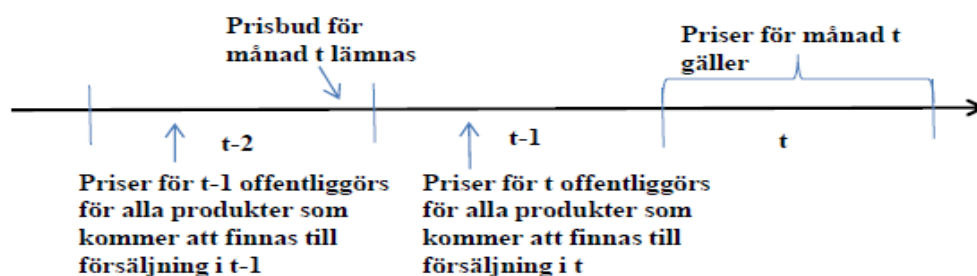 Prisbud för
månad t lämnas
Priser för månad t
gäller
t-2
t-1
t
Priser för t-1 offentliggörs
för alla produkter som
kommer att finnas till
försäljning i t-1
Priser för t offentliggörs
för alla produkter som
kommer att finnas till
försäljning i t